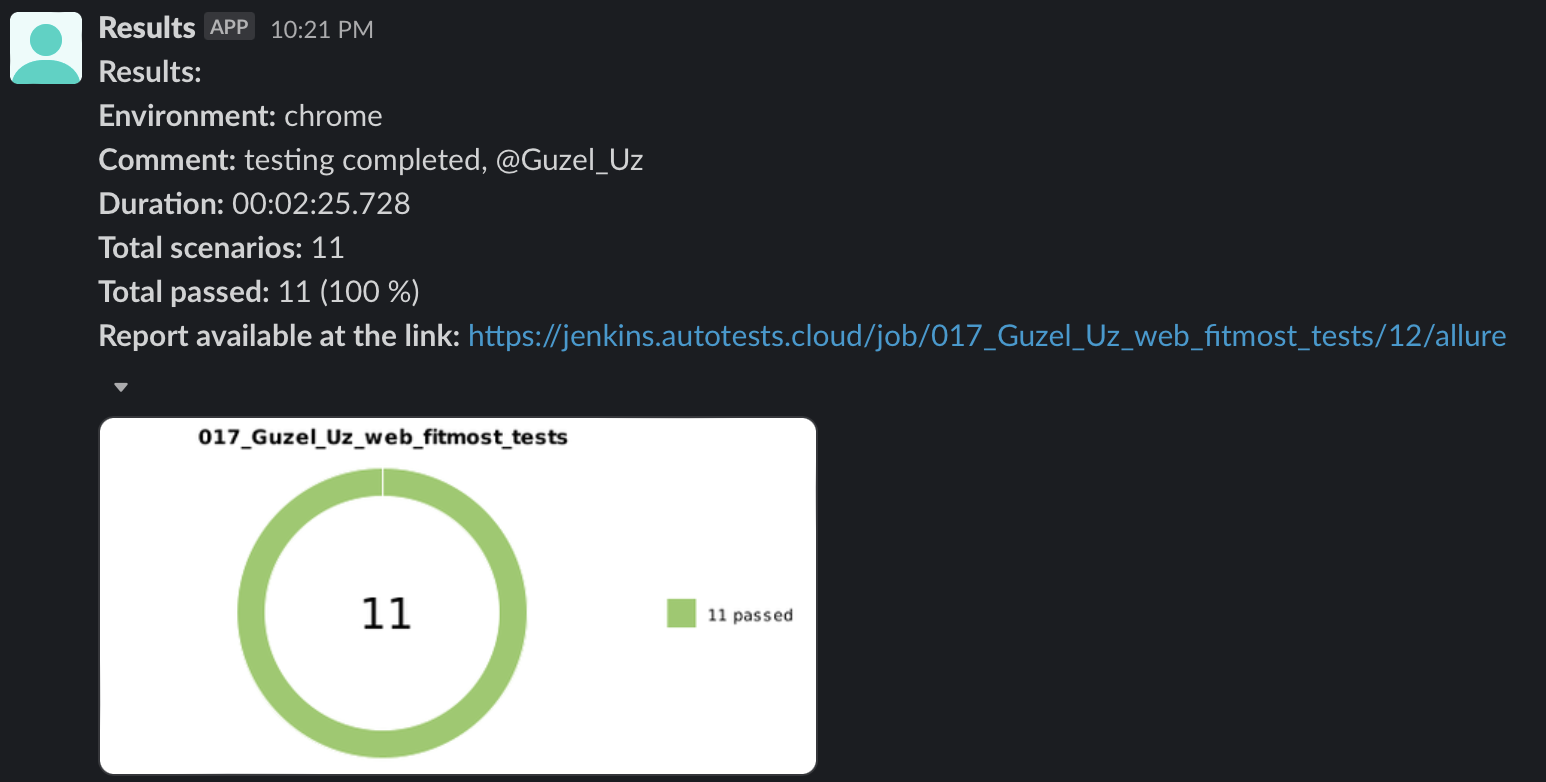 Results APP 10:21 PM
Results:
Environment: chrome
Comment: testing completed, @Guzel_Uz
Duration: 00:02:25.728
Total scenarios: 11
Total passed: 11 (100 %)
Report available at the link: https://jenkins.autotests.cloud/job/017_Guzel_Uz_web_fitmost_tests/12/allure
017_Guzel_Uz_web_fitmost_tests
11
11 passed